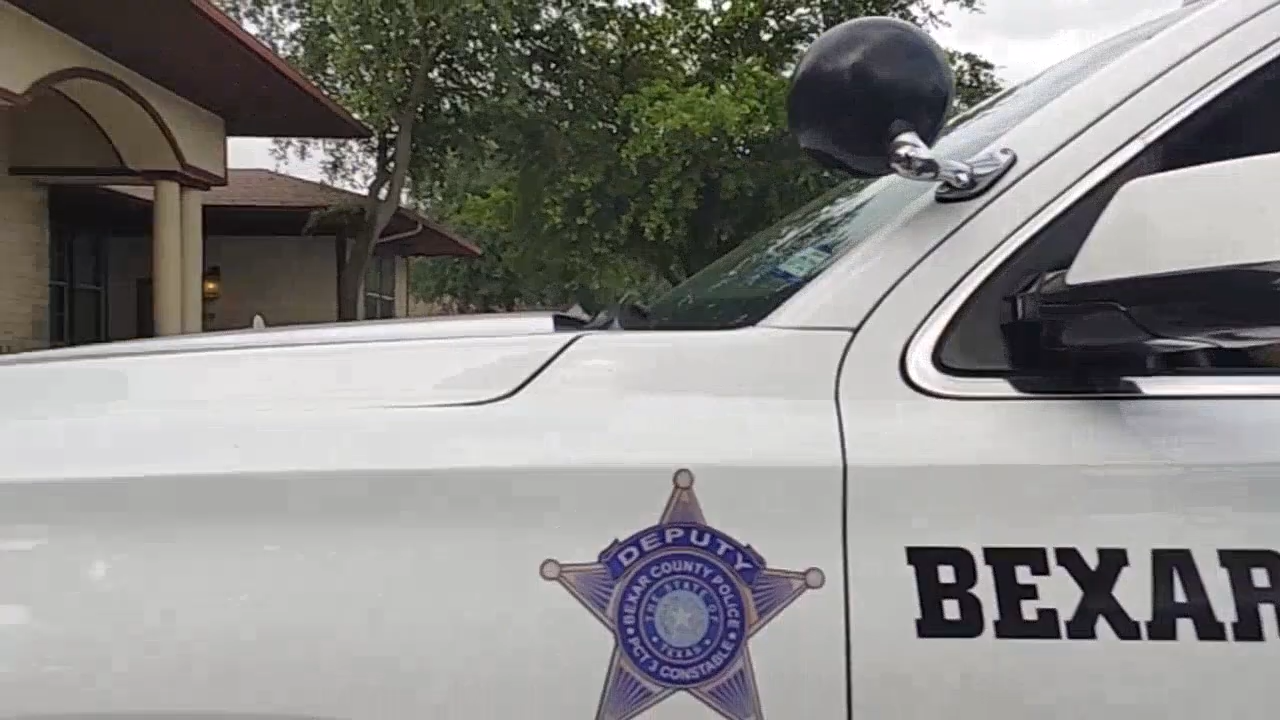 DEPUTY
BEXAR COUNTY POLICE
THE STATE OF
TEXAS
PCT 3 CONSTABLE
BEXAR